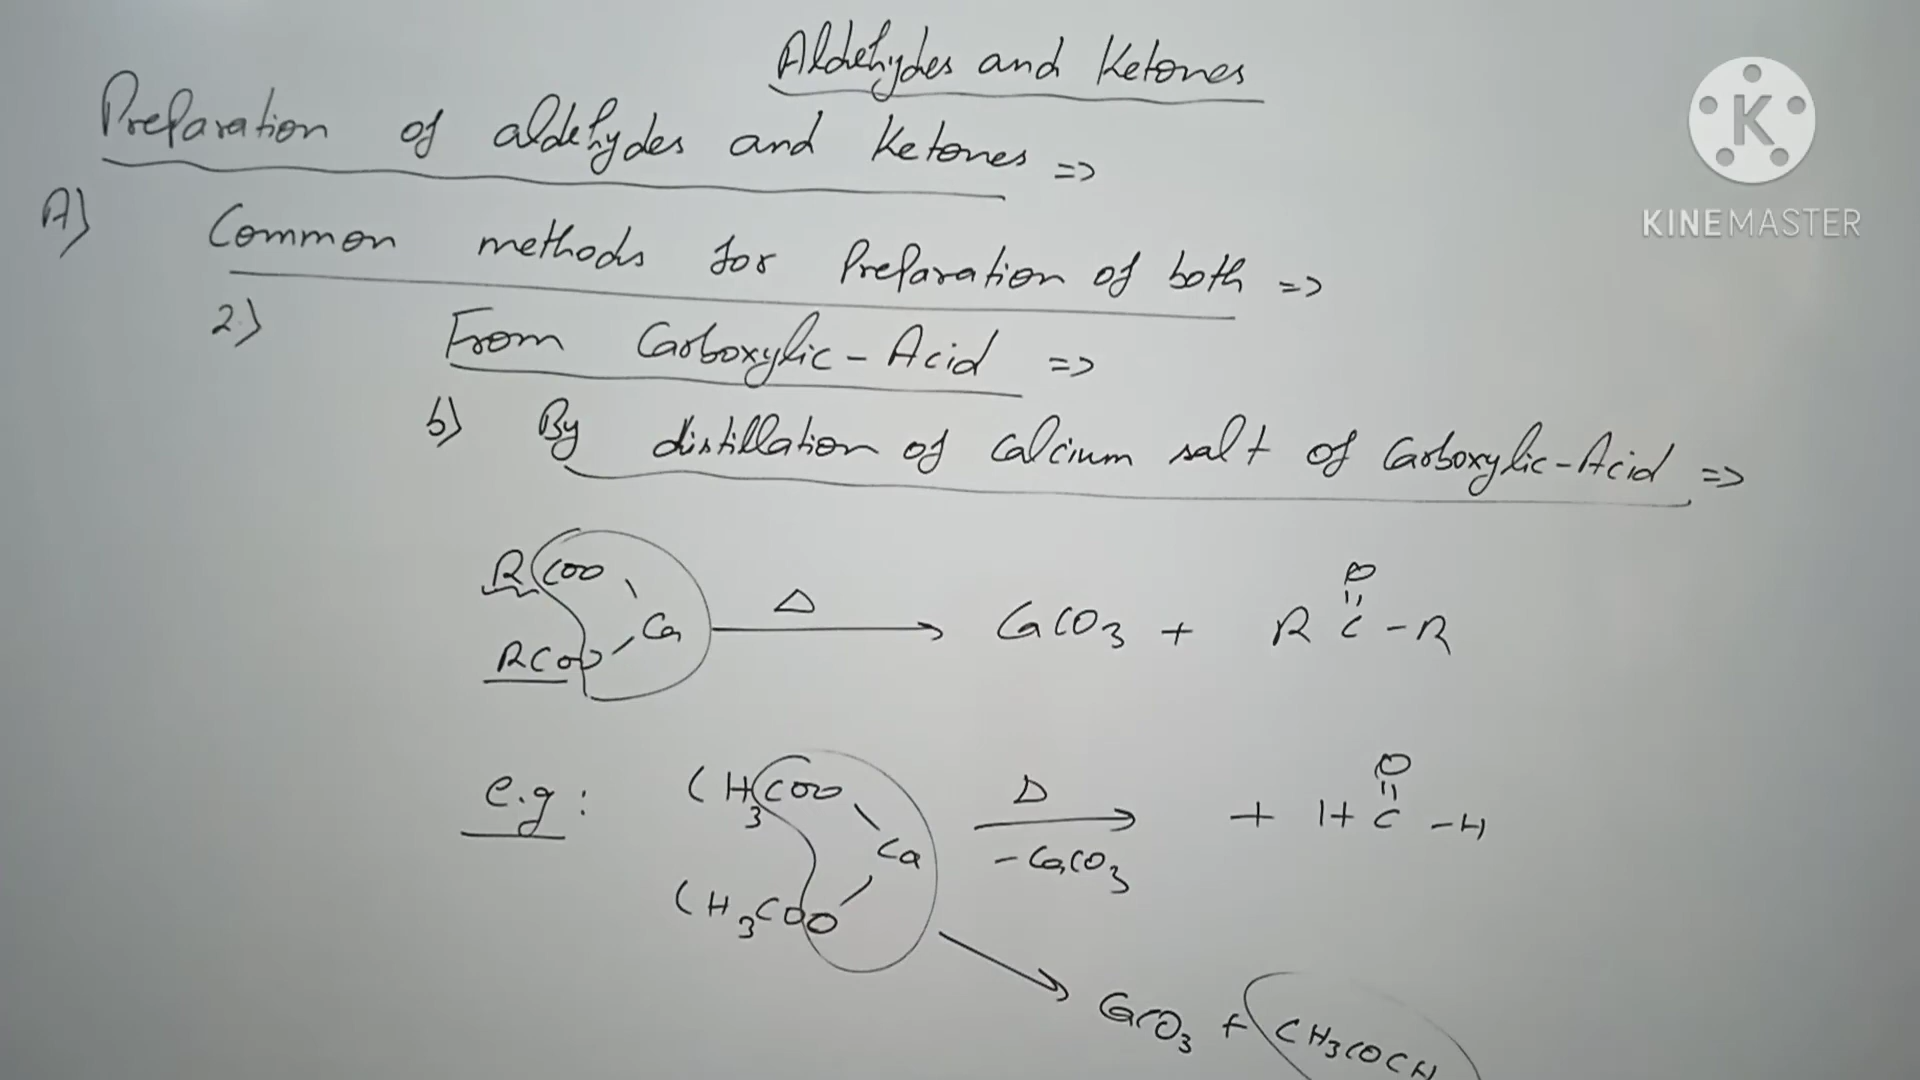 Aldehydes and Ketones
K
KINEMASTER
Preparation of aldehydes and Ketones =>
A) Common methods for Preparation of both =>
2.) From Carboxylic-Acid =>
b) By distillation of Calcium salt of Carboxylic-Acid =>
RCOO
Ca
RCOO
Δ
CaCO3 + R C - R
O
e.g :
CH3COO
Ca
CH3COO
Δ
- CaCO3
+ H C - H
O
CaCO3 + CH3COCH